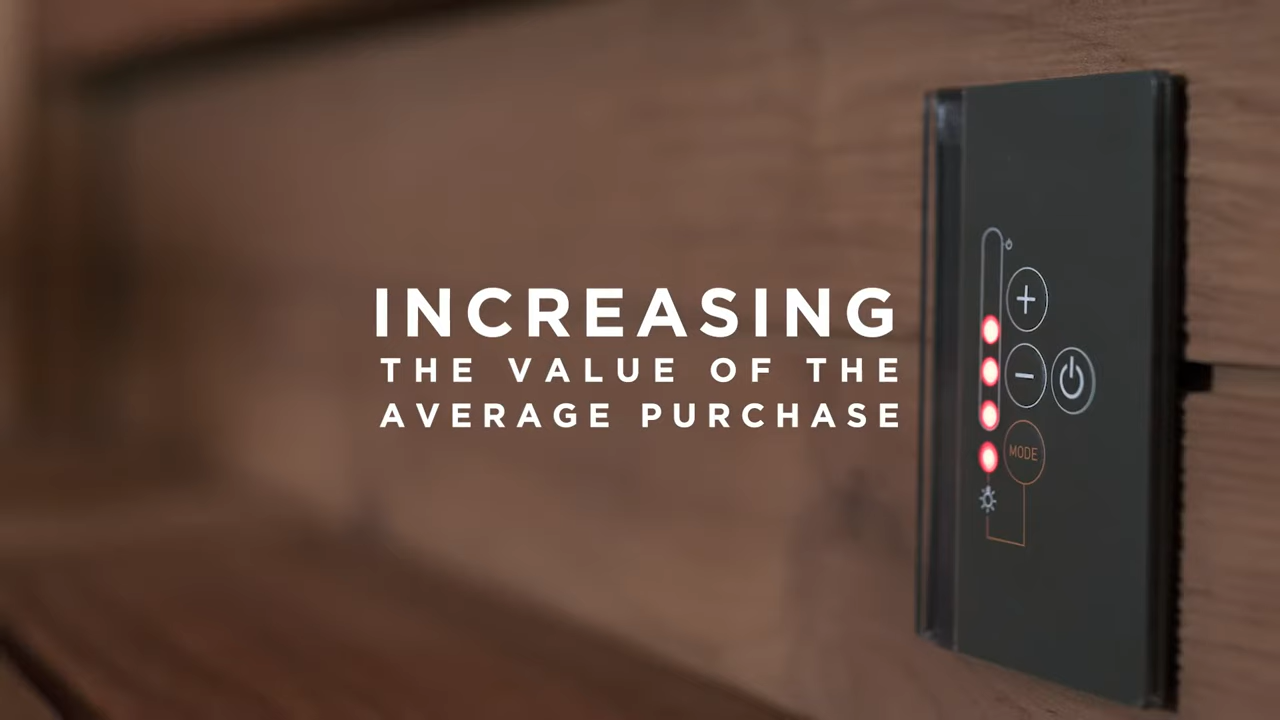 INCREASING
THE VALUE OF THE
AVERAGE PURCHASE
MODE